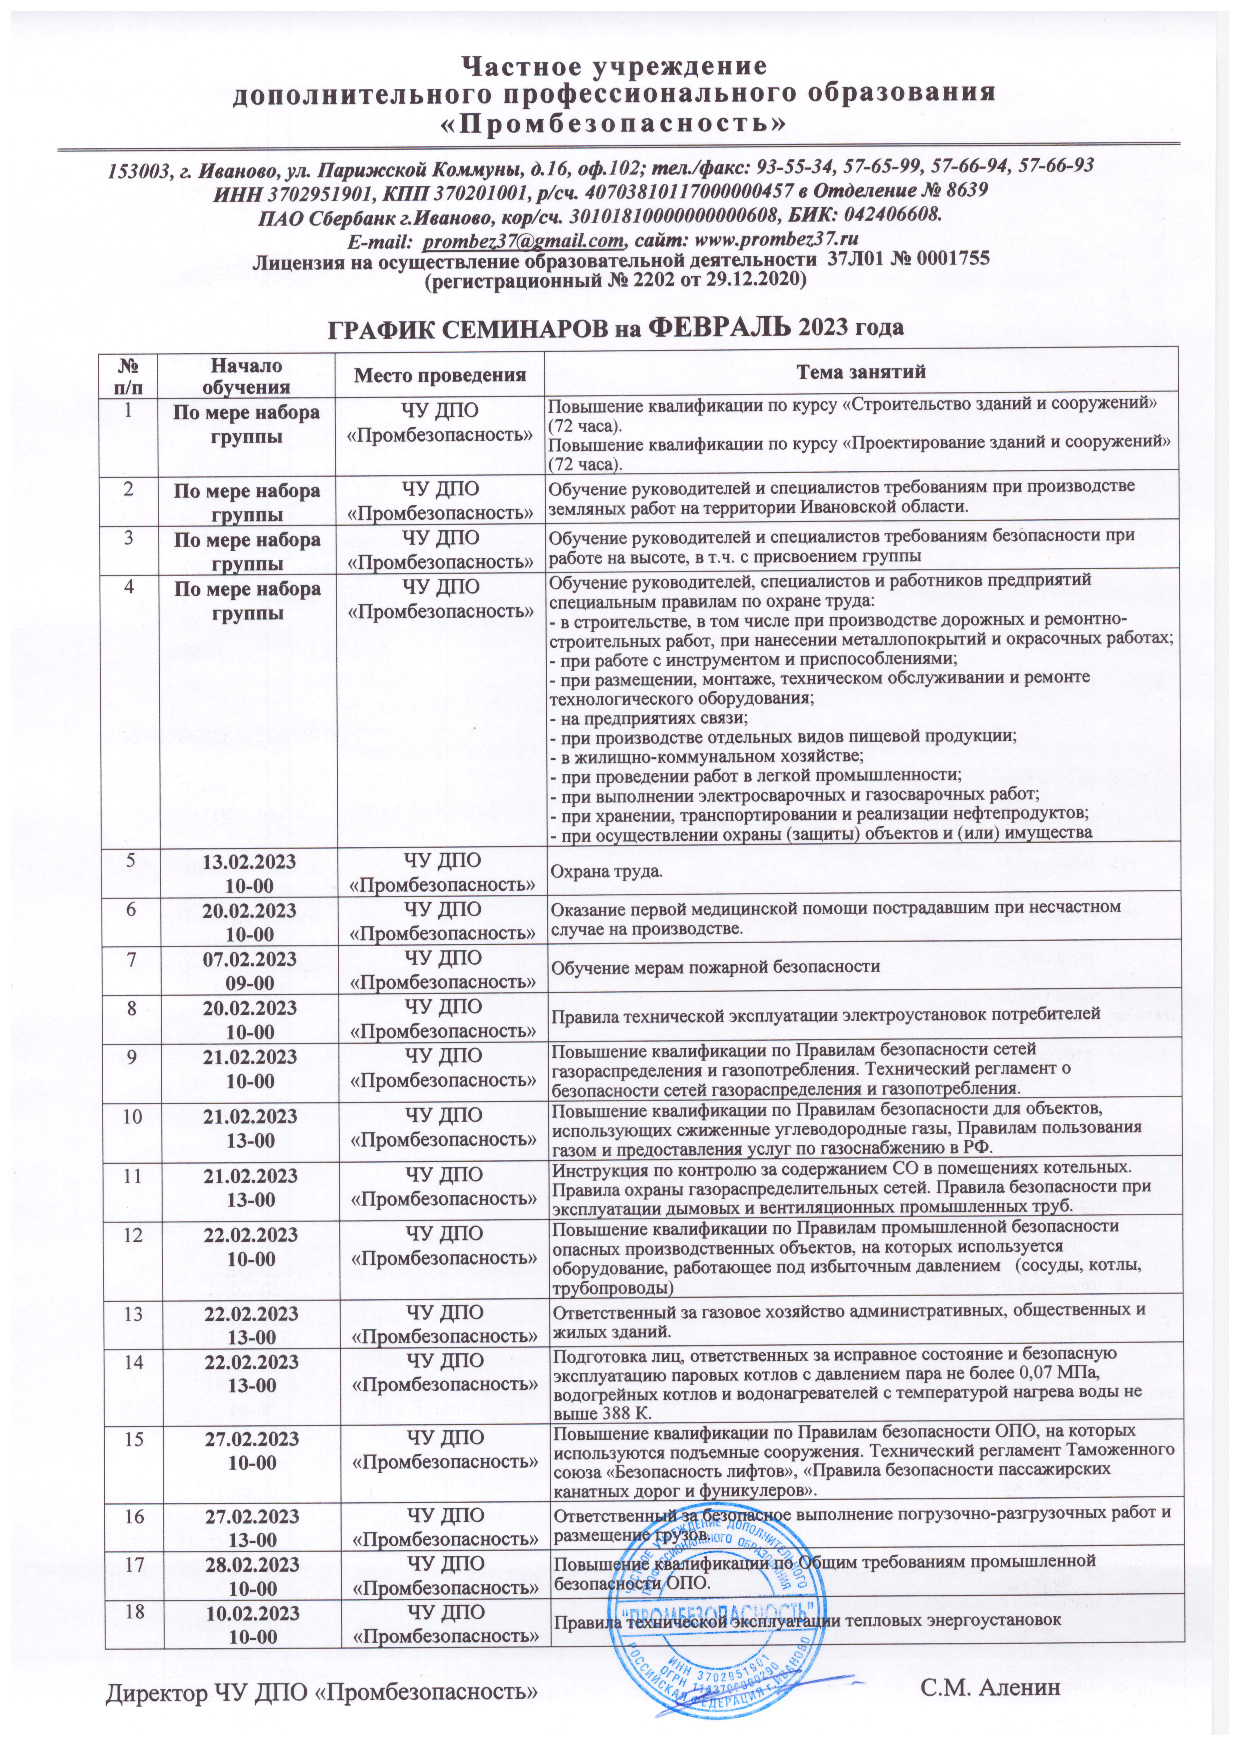 Частное учреждение
дополнительного профессионального образования
«Промбезопасность»
153003, г. Иваново, ул. Парижской Коммуны, д.16, оф.102; тел./факс: 93-55-34, 57-65-99, 57-66-94, 57-66-93
ИНН 3702951901, КПП 370201001, р/сч. 40703810117000000457 в Отделение № 8639
ПАО Сбербанк г.Иваново, кор/сч. 30101810000000000608, БИК: 042406608.
E-mail: prombez37@gmail.com, сайт: www.prombez37.ru
Лицензия на осуществление образовательной деятельности 37Л01 № 0001755
(регистрационный № 2202 от 29.12.2020)
ГРАФИК СЕМИНАРОВ на ФЕВРАЛЬ 2023 года
№
п/п
Начало
обучения
Место проведения
Тема занятий
1
По мере набора
группы
ЧУ ДПО
«Промбезопасность»
Повышение квалификации по курсу «Строительство зданий и сооружений»
(72 часа).
Повышение квалификации по курсу «Проектирование зданий и сооружений»
(72 часа).
2
По мере набора
группы
ЧУ ДПО
«Промбезопасность»
Обучение руководителей и специалистов требованиям при производстве
земляных работ на территории Ивановской области.
3
По мере набора
группы
ЧУ ДПО
«Промбезопасность»
Обучение руководителей и специалистов требованиям безопасности при
работе на высоте, в т.ч. с присвоением группы
4
По мере набора
группы
ЧУ ДПО
«Промбезопасность»
Обучение руководителей, специалистов и работников предприятий
специальным правилам по охране труда:
- в строительстве, в том числе при производстве дорожных и ремонтно-
строительных работ, при нанесении металлопокрытий и окрасочных работах;
- при работе с инструментом и приспособлениями;
- при размещении, монтаже, техническом обслуживании и ремонте
технологического оборудования;
- на предприятиях связи;
- при производстве отдельных видов пищевой продукции;
- в жилищно-коммунальном хозяйстве;
- при проведении работ в легкой промышленности;
- при выполнении электросварочных и газосварочных работ;
- при хранении, транспортировании и реализации нефтепродуктов;
- при осуществлении охраны (защиты) объектов и (или) имущества
5
13.02.2023
10-00
ЧУ ДПО
«Промбезопасность»
Охрана труда.
6
20.02.2023
10-00
ЧУ ДПО
«Промбезопасность»
Оказание первой медицинской помощи пострадавшим при несчастном
случае на производстве.
7
07.02.2023
09-00
ЧУ ДПО
«Промбезопасность»
Обучение мерам пожарной безопасности
8
20.02.2023
10-00
ЧУ ДПО
«Промбезопасность»
Правила технической эксплуатации электроустановок потребителей
9
21.02.2023
10-00
ЧУ ДПО
«Промбезопасность»
Повышение квалификации по Правилам безопасности сетей
газораспределения и газопотребления. Технический регламент о
безопасности сетей газораспределения и газопотребления.
10
21.02.2023
13-00
ЧУ ДПО
«Промбезопасность»
Повышение квалификации по Правилам безопасности для объектов,
использующих сжиженные углеводородные газы, Правилам пользования
газом и предоставления услуг по газоснабжению в РФ.
11
21.02.2023
13-00
ЧУ ДПО
«Промбезопасность»
Инструкция по контролю за содержанием СО в помещениях котельных.
Правила охраны газораспределительных сетей. Правила безопасности при
эксплуатации дымовых и вентиляционных промышленных труб.
12
22.02.2023
10-00
ЧУ ДПО
«Промбезопасность»
Повышение квалификации по Правилам промышленной безопасности
опасных производственных объектов, на которых используется
оборудование, работающее под избыточным давлением (сосуды, котлы,
трубопроводы)
13
22.02.2023
13-00
ЧУ ДПО
«Промбезопасность»
Ответственный за газовое хозяйство административных, общественных и
жилых зданий.
14
22.02.2023
13-00
ЧУ ДПО
«Промбезопасность»
Подготовка лиц, ответственных за исправное состояние и безопасную
эксплуатацию паровых котлов с давлением пара не более 0,07 МПа,
водогрейных котлов и водонагревателей с температурой нагрева воды не
выше 388 К.
15
27.02.2023
10-00
ЧУ ДПО
«Промбезопасность»
Повышение квалификации по Правилам безопасности ОПО, на которых
используются подъемные сооружения. Технический регламент Таможенного
союза «Безопасность лифтов», «Правила безопасности пассажирских
канатных дорог и фуникулеров».
16
27.02.2023
13-00
ЧУ ДПО
«Промбезопасность»
Ответственный за безопасное выполнение погрузочно-разгрузочных работ и
размещение грузов.
17
28.02.2023
10-00
ЧУ ДПО
«Промбезопасность»
Повышение квалификации по Общим требованиям промышленной
безопасности ОПО.
18
10.02.2023
10-00
ЧУ ДПО
«Промбезопасность»
Правила технической эксплуатации тепловых энергоустановок
ЧАСТНОЕ УЧРЕЖДЕНИЕ ДОПОЛНИТЕЛЬНОГО
ПРОФЕССИОНАЛЬНОГО ОБРАЗОВАНИЯ
"ПРОМБЕЗОПАСНОСТЬ"
ИНН 3702951901
ОГРН
РОССИЙСКАЯ ФЕДЕРАЦИЯ г.ИВАНОВО
Директор ЧУ ДПО «Промбезопасность»
С.М. Аленин